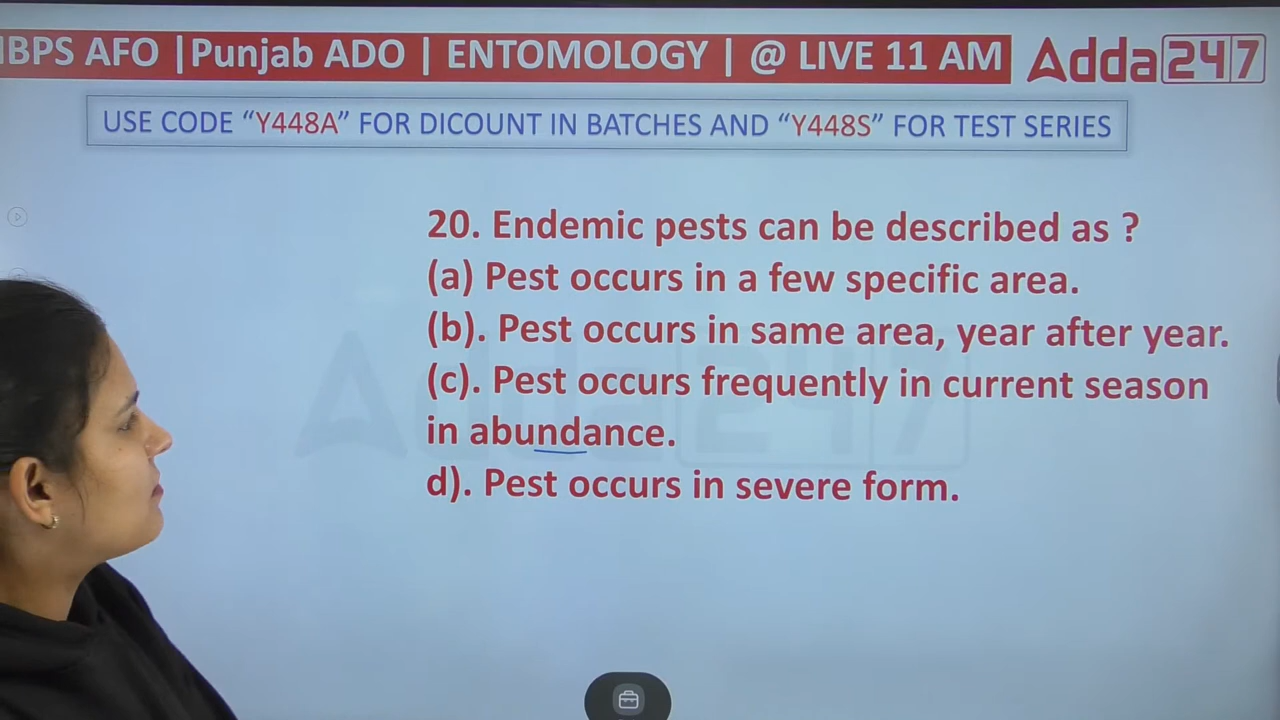 IBPS AFO |Punjab ADO | ENTOMOLOGY | @ LIVE 11 AM
Adda247
USE CODE “Y448A” FOR DICOUNT IN BATCHES AND “Y448S” FOR TEST SERIES
20. Endemic pests can be described as ?
(a) Pest occurs in a few specific area.
(b). Pest occurs in same area, year after year.
(c). Pest occurs frequently in current season
in abundance.
d). Pest occurs in severe form.
Adda247